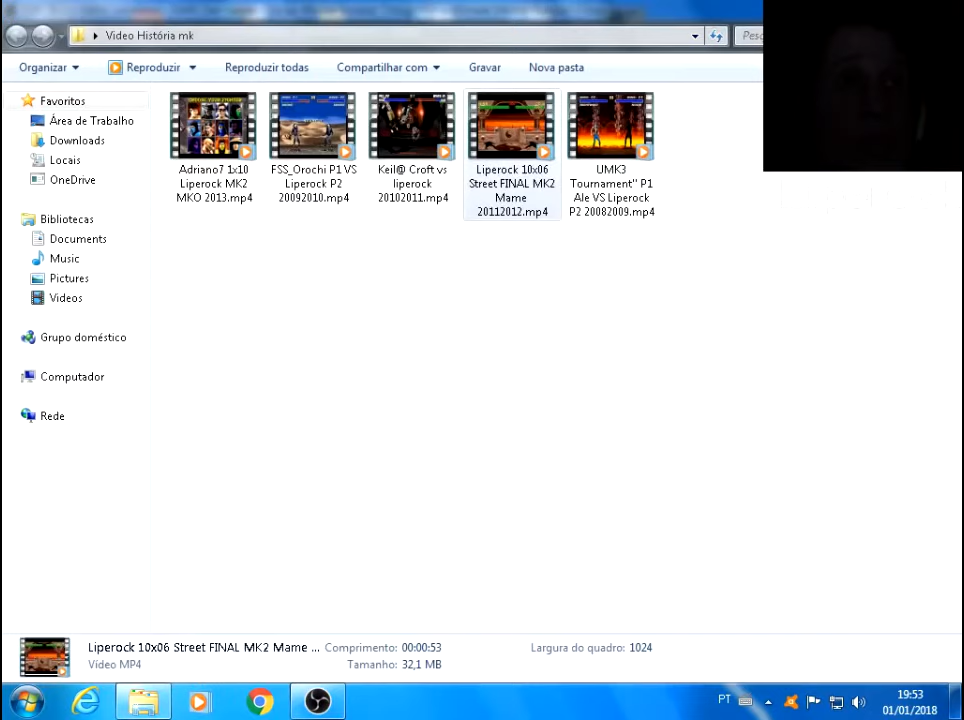 Video História mk
Pesq
Organizar Reproduzir Reproduzir todas Compartilhar com Gravar Nova pasta
Favoritos
Área de Trabalho
Downloads
Locais
OneDrive
Bibliotecas
Documents
Music
Pictures
Videos
Grupo doméstico
Computador
Rede
Adriano7 1x10
Liperock MK2
MKO 2013.mp4
FSS_Orochi P1 VS
Liperock P2
20092010.mp4
Keil@ Croft vs
liperock
20102011.mp4
Liperock 10x06
Street FINAL MK2
Mame
20112012.mp4
UMK3
Tournament" P1
Ale VS Liperock
P2 20082009.mp4
Liperock 10x06 Street FINAL MK2 Mame ... Comprimento: 00:00:53 Largura do quadro: 1024
Vídeo MP4 Tamanho: 32,1 MB
PT
19:53
01/01/2018